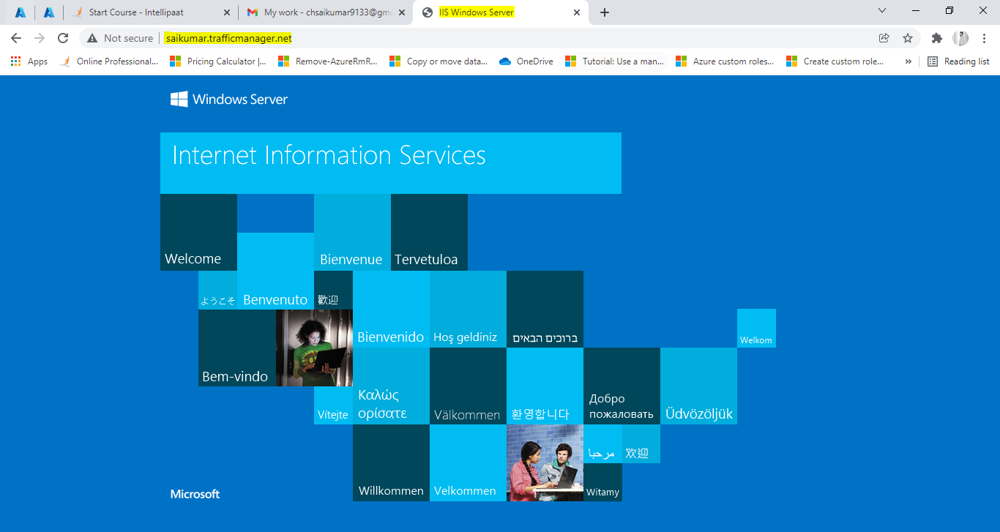 Start Course - Intellipaat
My work - chsaikumar9133@gma
IIS Windows Server
Not secure
saikumar.trafficmanager.net
Apps
Online Professional...
Pricing Calculator |...
Remove-AzureRmR...
Copy or move data...
OneDrive
Tutorial: Use a man...
Azure custom roles...
Create custom role...
»
Reading list
Windows Server
Internet Information Services
Welcome
Bienvenue
Tervetuloa
ようこそ
Benvenuto
歡迎
Bienvenido
Hoş geldiniz
ברוכים הבאים
Welkom
Bem-vindo
Vítejte
Καλώς
ορίσατε
Välkommen
환영합니다
Добро
пожаловать
Üdvözöljük
Willkommen
Velkommen
مرحبا
欢迎
Witamy
Microsoft